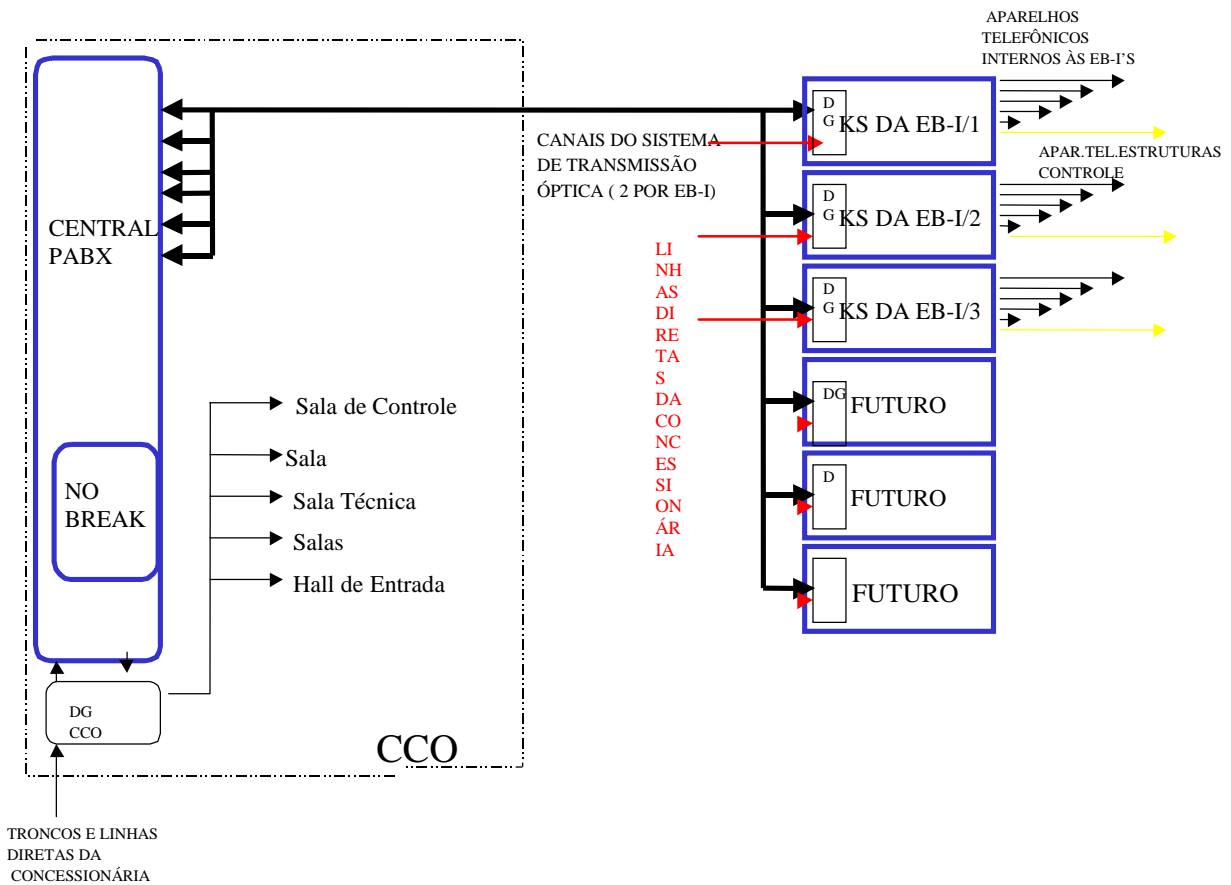 APARELHOS
TELEFÔNICOS
INTERNOS ÀS EB-I'S
D
G
KS DA EB-I/1
CANAIS DO SISTEMA
DE TRANSMISSÃO
ÓPTICA ( 2 POR EB-I)
APAR.TEL.ESTRUTURAS
CONTROLE
D
G
KS DA EB-I/2
CENTRAL
PABX
LI
NH
AS
DI
RE
TA
S
DA
CO
NC
ES
SI
ON
ÁR
IA
D
G
KS DA EB-I/3
DG
FUTURO
D
FUTURO
FUTURO
Sala de Controle
Sala
Sala Técnica
Salas
Hall de Entrada
NO
BREAK
DG
CCO
CCO
TRONCOS E LINHAS
DIRETAS DA
CONCESSIONÁRIA